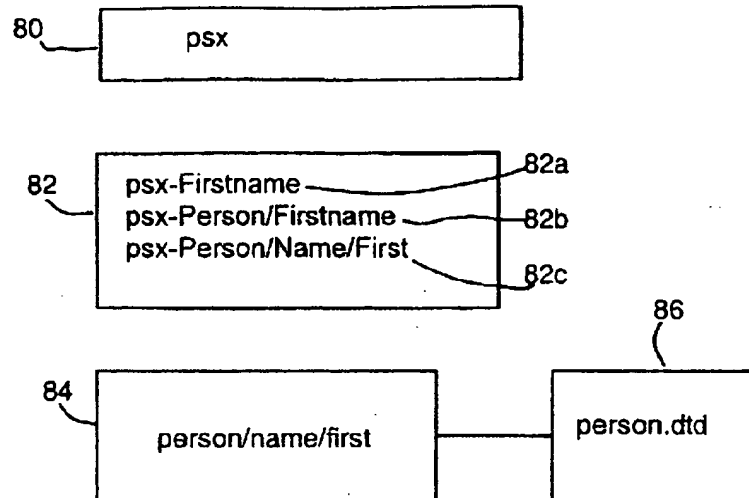 80
psx
82
psx-Firstname
82a
psx-Person/Firstname
82b
psx-Person/Name/First
82c
86
84
person/name/first
person.dtd